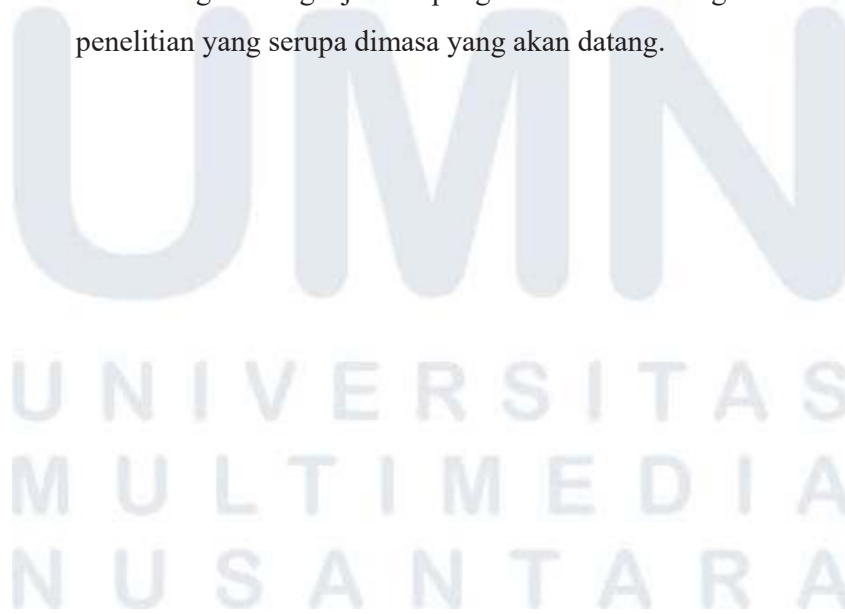 penelitian yang serupa dimasa yang akan datang.
UMN
UNIVERSITAS
MULTIMEDIA
NUSANTARA